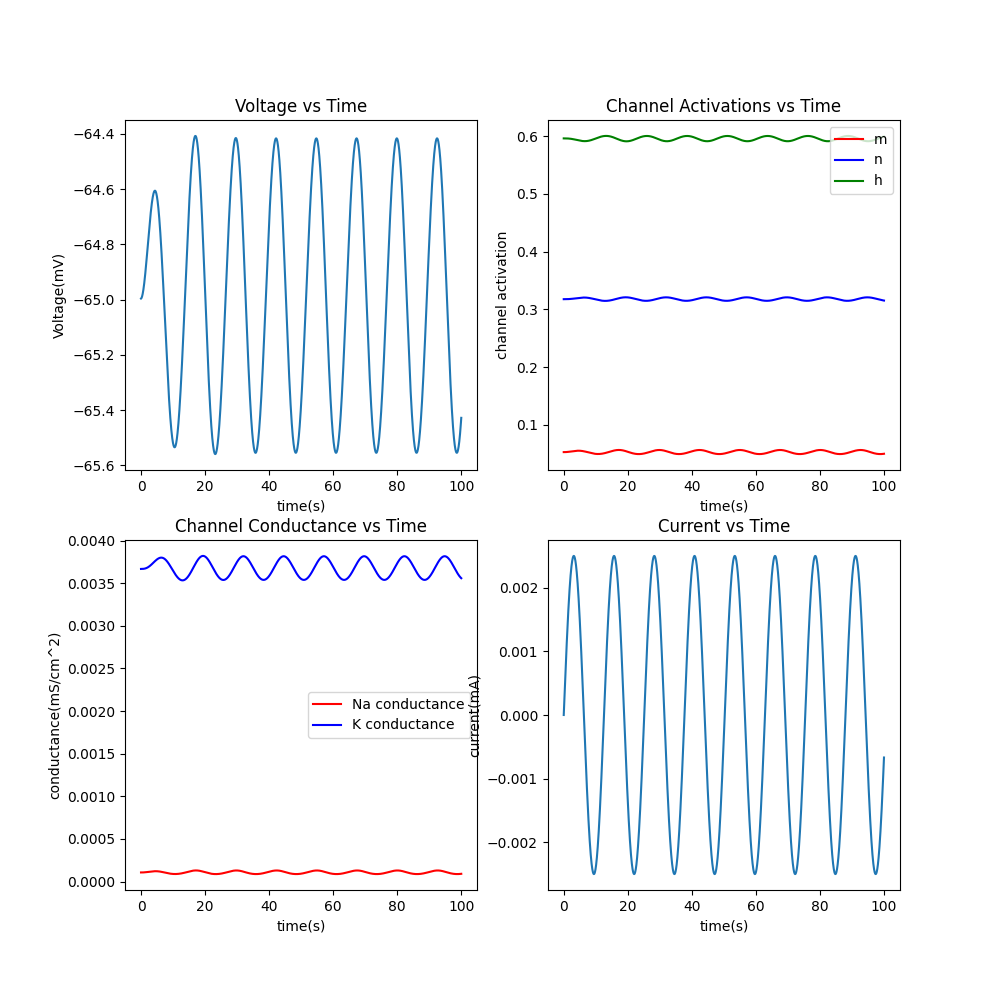 Voltage vs Time
Voltage(mV)
−64.4
−64.6
−64.8
−65.0
−65.2
−65.4
−65.6
0 20 40 60 80 100
time(s)
Channel Activations vs Time
channel activation
0.6
0.5
0.4
0.3
0.2
0.1
m
n
h
0 20 40 60 80 100
time(s)
Channel Conductance vs Time
conductance(mS/cm^2)
0.0040
0.0035
0.0030
0.0025
0.0020
0.0015
0.0010
0.0005
0.0000
Na conductance
K conductance
0 20 40 60 80 100
time(s)
Current vs Time
current(mA)
0.002
0.001
0.000
−0.001
−0.002
0 20 40 60 80 100
time(s)